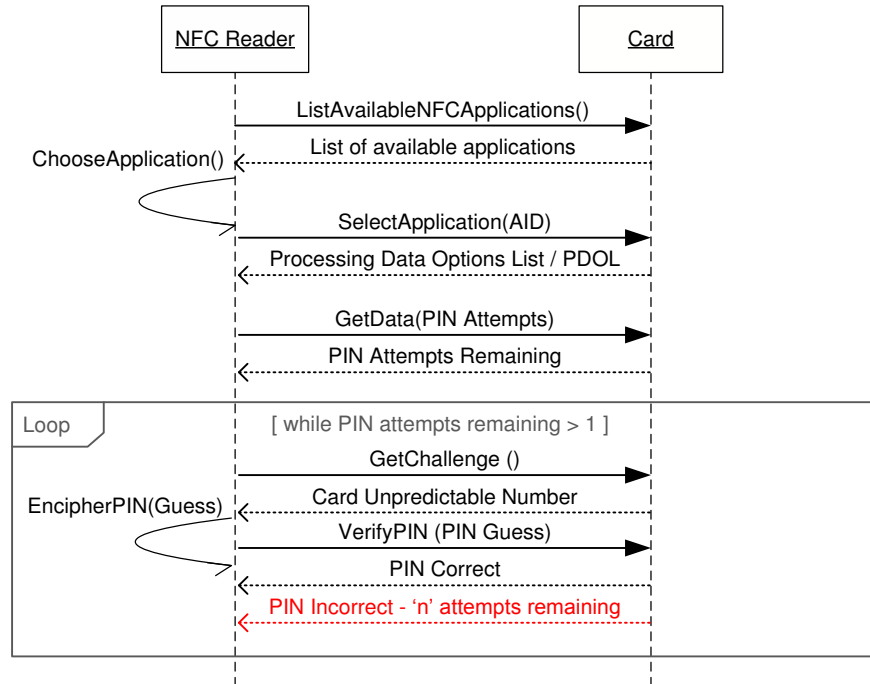 NFC Reader
Card
ListAvailableNFCApplications()
List of available applications
ChooseApplication()
SelectApplication(AID)
Processing Data Options List / PDOL
GetData(PIN Attempts)
PIN Attempts Remaining
Loop
[ while PIN attempts remaining > 1 ]
GetChallenge ()
Card Unpredictable Number
EncipherPIN(Guess)
VerifyPIN (PIN Guess)
PIN Correct
PIN Incorrect - ‘n’ attempts remaining